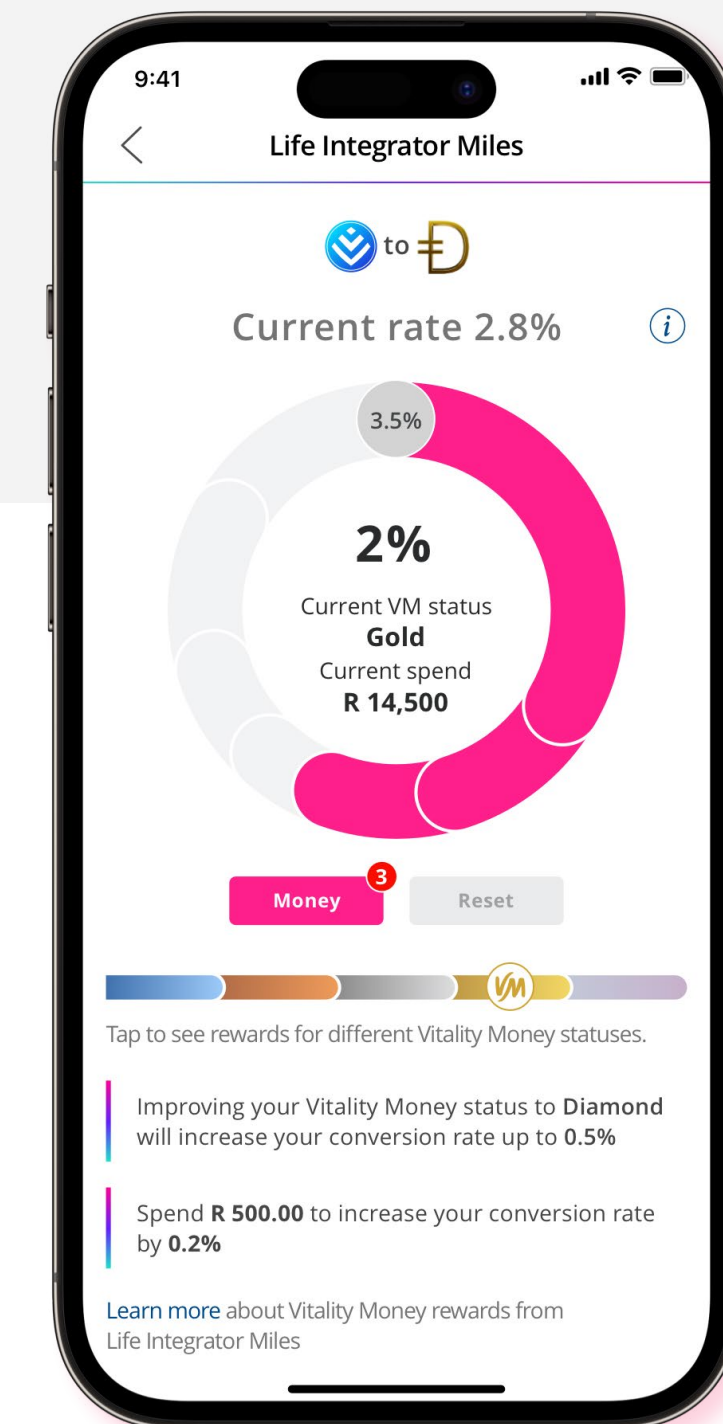 9:41
Life Integrator Miles
to
Current rate 2.8%
i
3.5%
2%
Current VM status
Gold
Current spend
R 14,500
3
Money
Reset
VM
Tap to see rewards for different Vitality Money statuses.
Improving your Vitality Money status to Diamond
will increase your conversion rate up to 0.5%
Spend R 500.00 to increase your conversion rate
by 0.2%
Learn more about Vitality Money rewards from
Life Integrator Miles